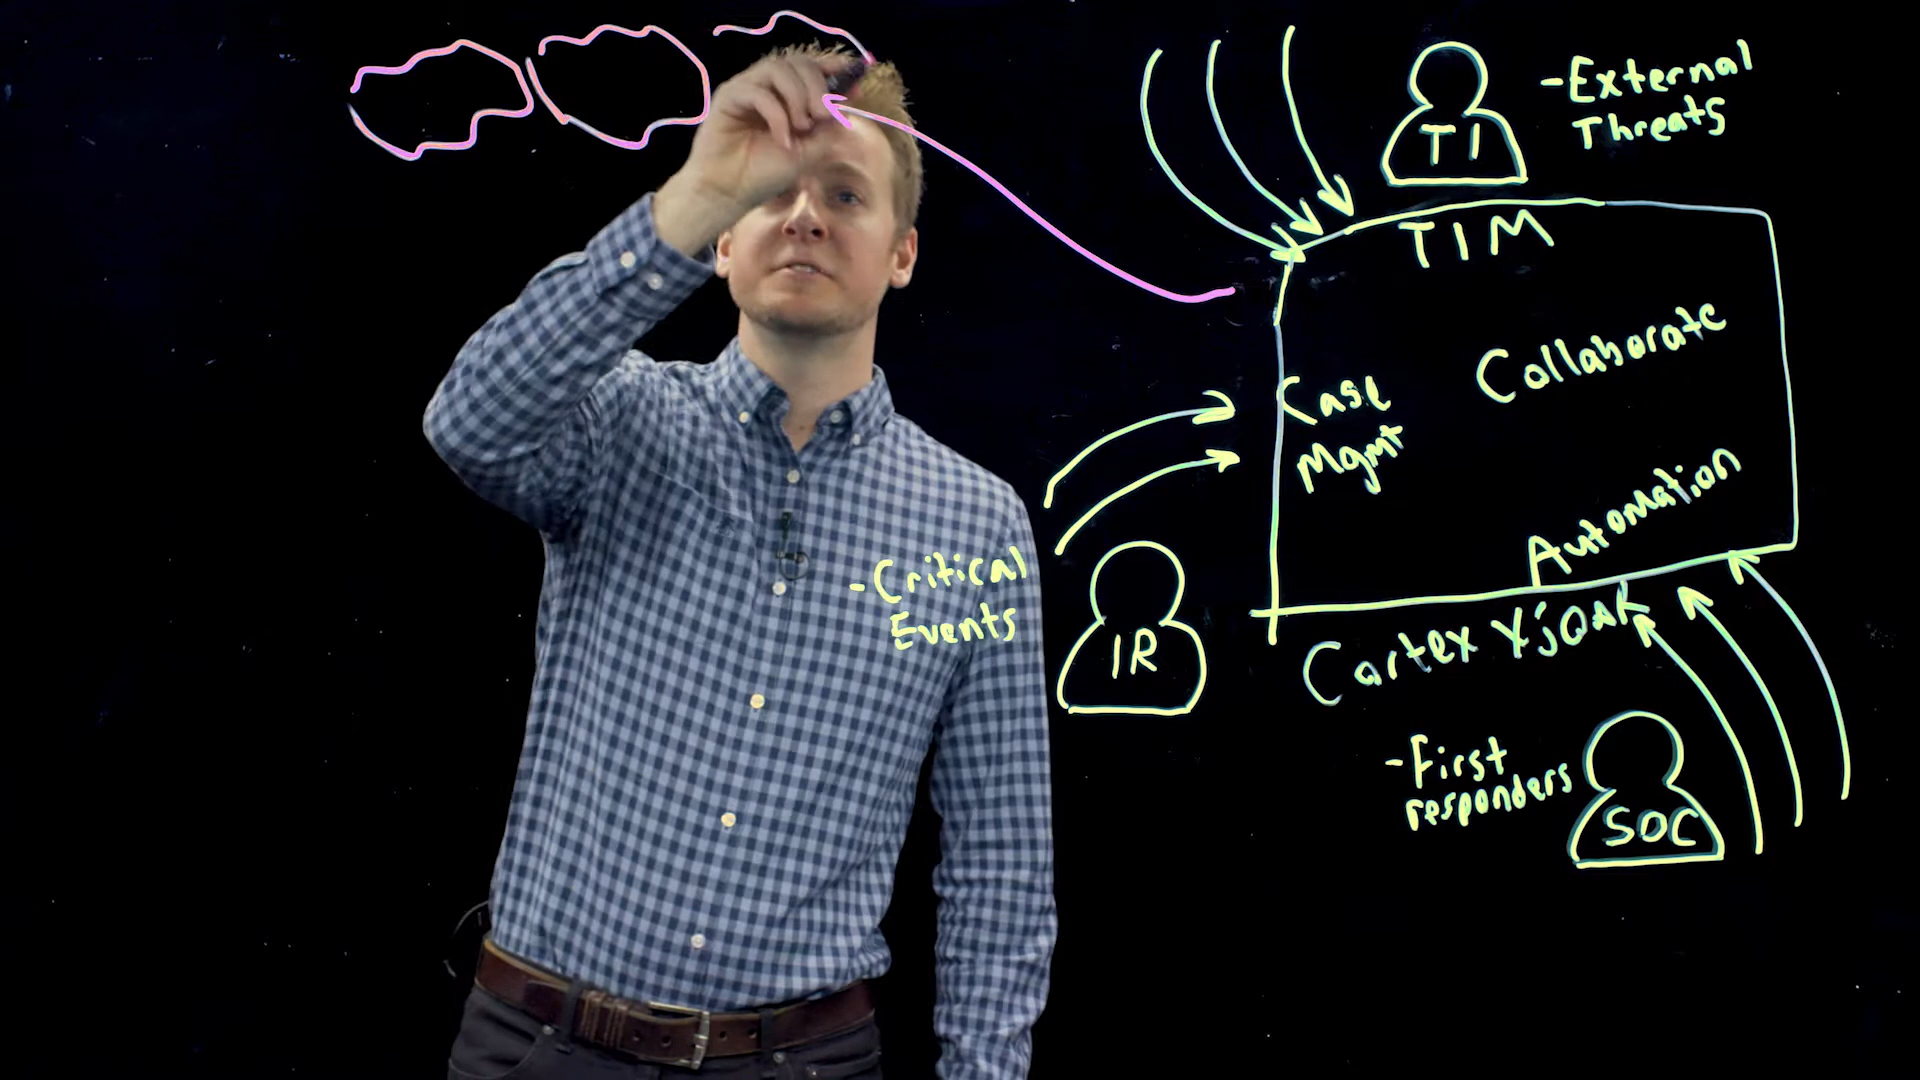 -External
Threats
TI
TIM
Collaborate
Case
Mgmt
Automation
-Critical
Events
IR
Cortex XSOAR
-First
responders
SOC